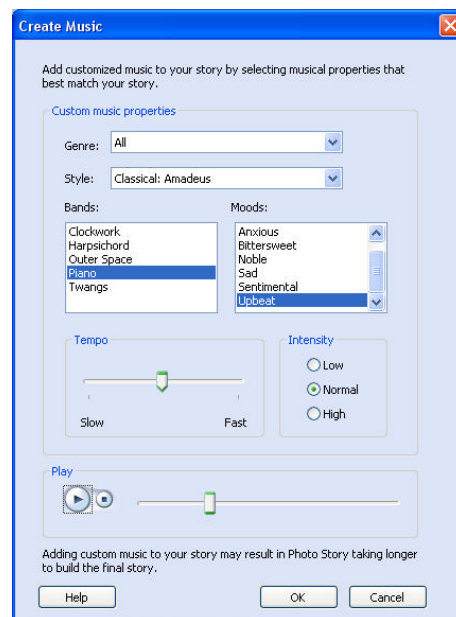 Create Music
Add customized music to your story by selecting musical properties that
best match your story.
Custom music properties
Genre: All
Style: Classical: Amadeus
Bands:
Moods:
Clockwork
Harpsichord
Outer Space
Piano
Twangs
Anxious
Bittersweet
Noble
Sad
Sentimental
Upbeat
Tempo
Slow
Fast
Intensity
Low
Normal
High
Play
Adding custom music to your story may result in Photo Story taking longer
to build the final story.
Help
OK
Cancel